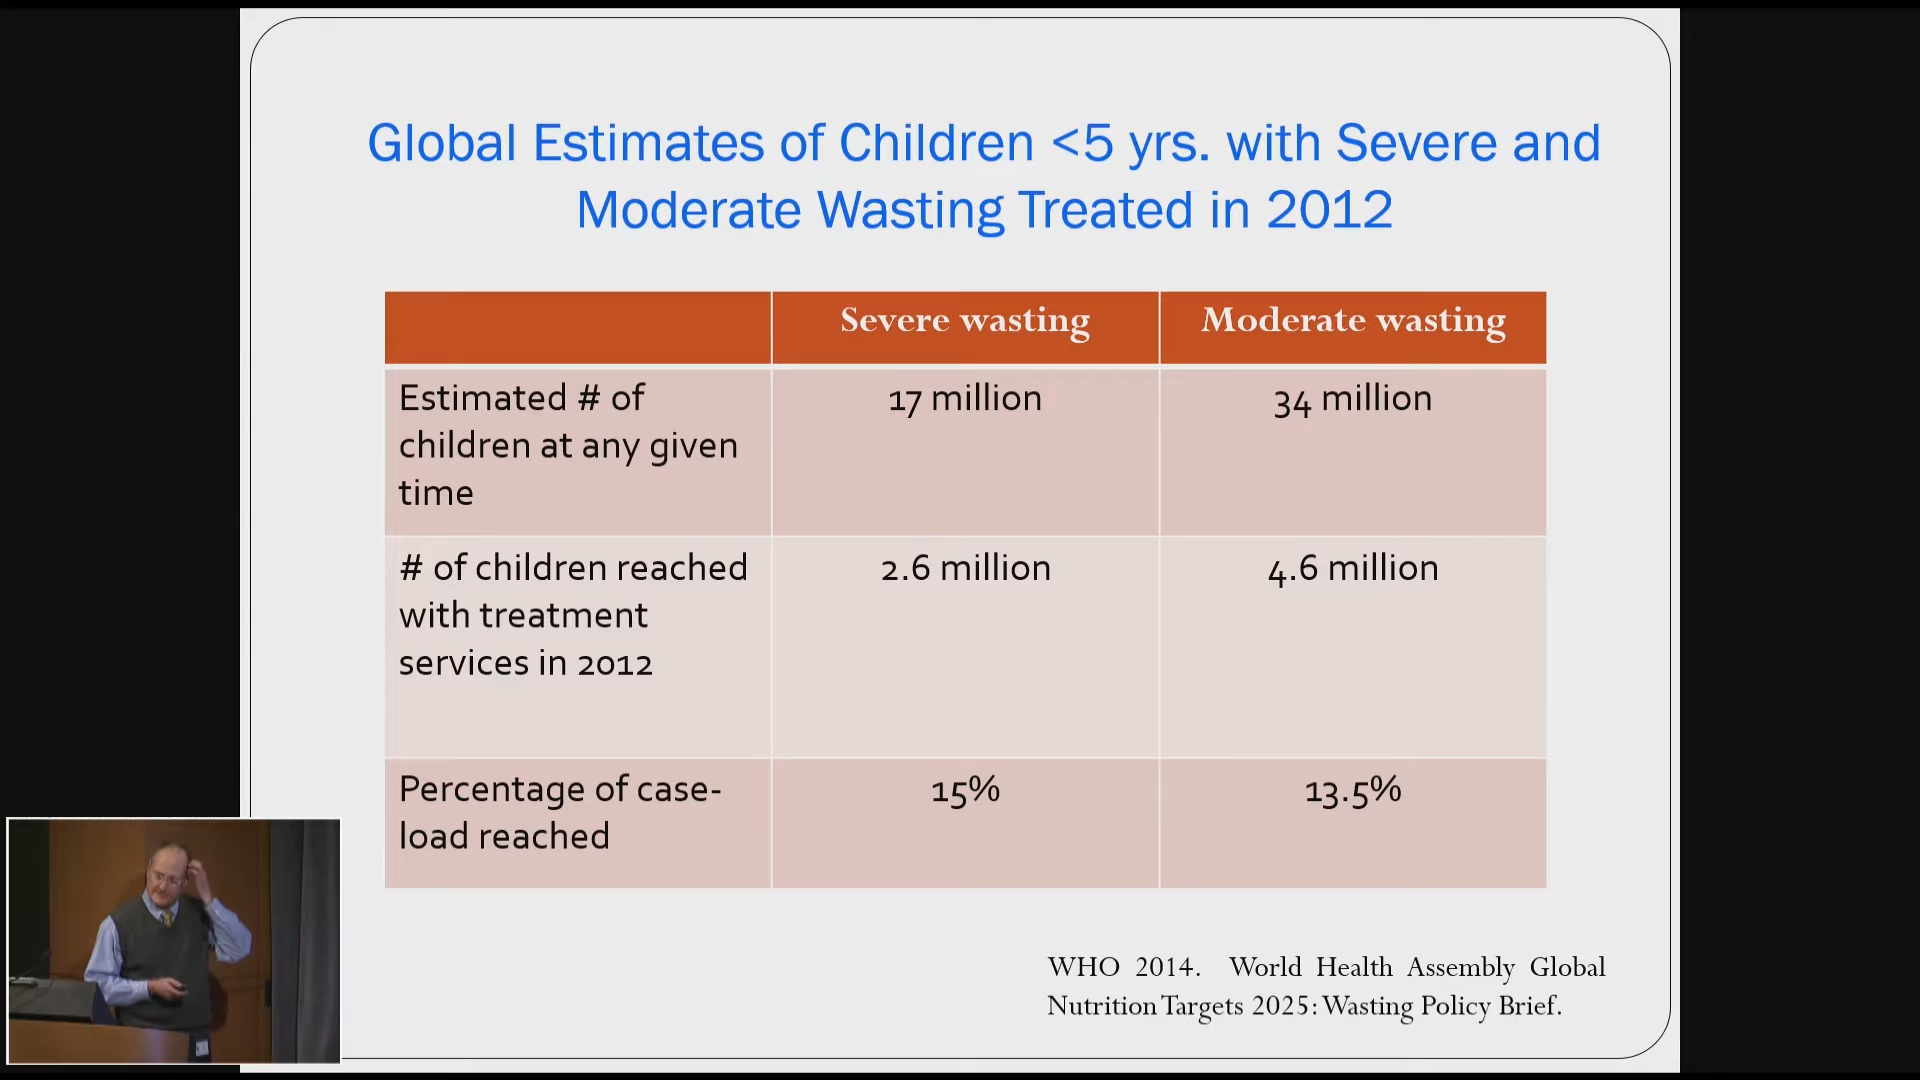 Global Estimates of Children <5 yrs. with Severe and
Moderate Wasting Treated in 2012
Severe wasting
Moderate wasting
Estimated # of
children at any given
time
17 million
34 million
# of children reached
with treatment
services in 2012
2.6 million
4.6 million
Percentage of case-
load reached
15%
13.5%
WHO 2014. World Health Assembly Global
Nutrition Targets 2025: Wasting Policy Brief.